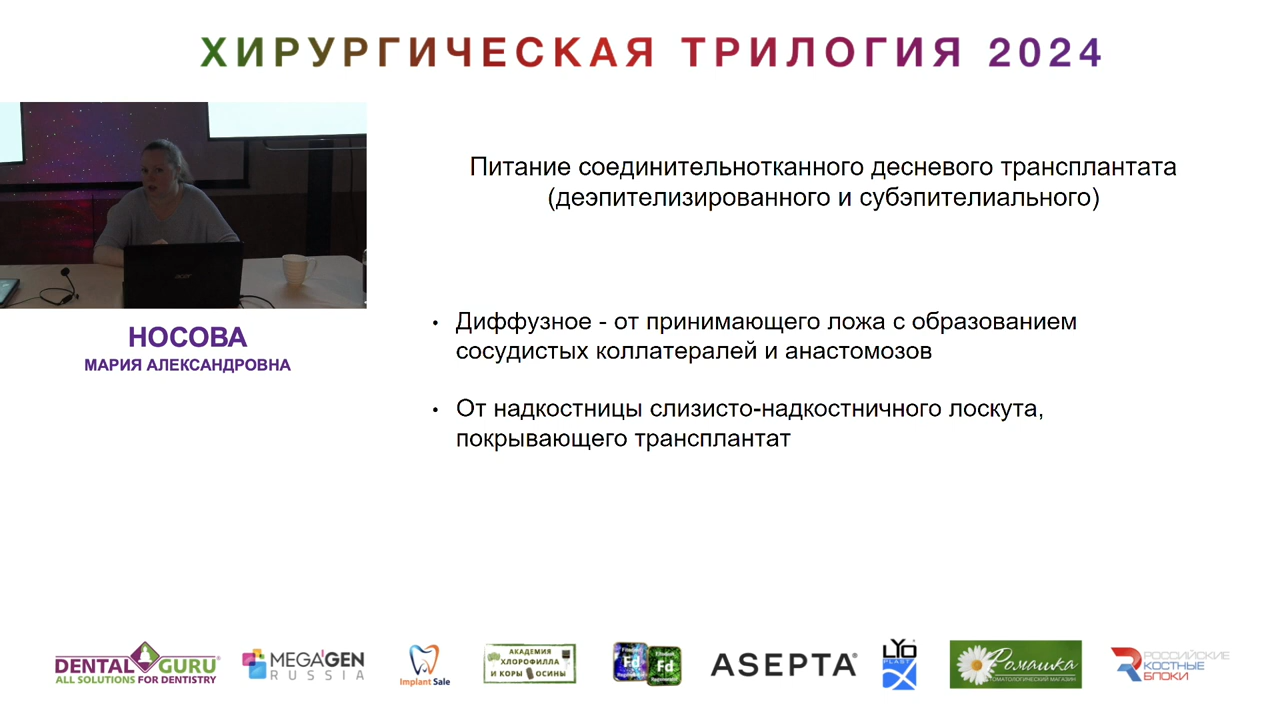 ХИРУРГИЧЕСКАЯ ТРИЛОГИЯ 2024
Питание соединительнотканного десневого трансплантата
(деэпителизированного и субэпителиального)
НОСОВА
МАРИЯ АЛЕКСАНДРОВНА
• Диффузное - от принимающего ложа с образованием
сосудистых коллатералей и анастомозов
• От надкостницы слизисто-надкостничного лоскута,
покрывающего трансплантат
DENTAL GURU
ALL SOLUTIONS FOR DENTISTRY
MEGA'GEN
RUSSIA
Implant Sale
АКАДЕМИЯ
ХЛОРОФИЛЛА
И КОРЫ ОСИНЫ
Fd
Fd
ASEPTA®
LYO
PLAST
Ромашка
СТОМАТОЛОГИЧЕСКИЙ МАГАЗИН
РОССИЙСКИЕ
КОСТНЫЕ
БЛОКИ